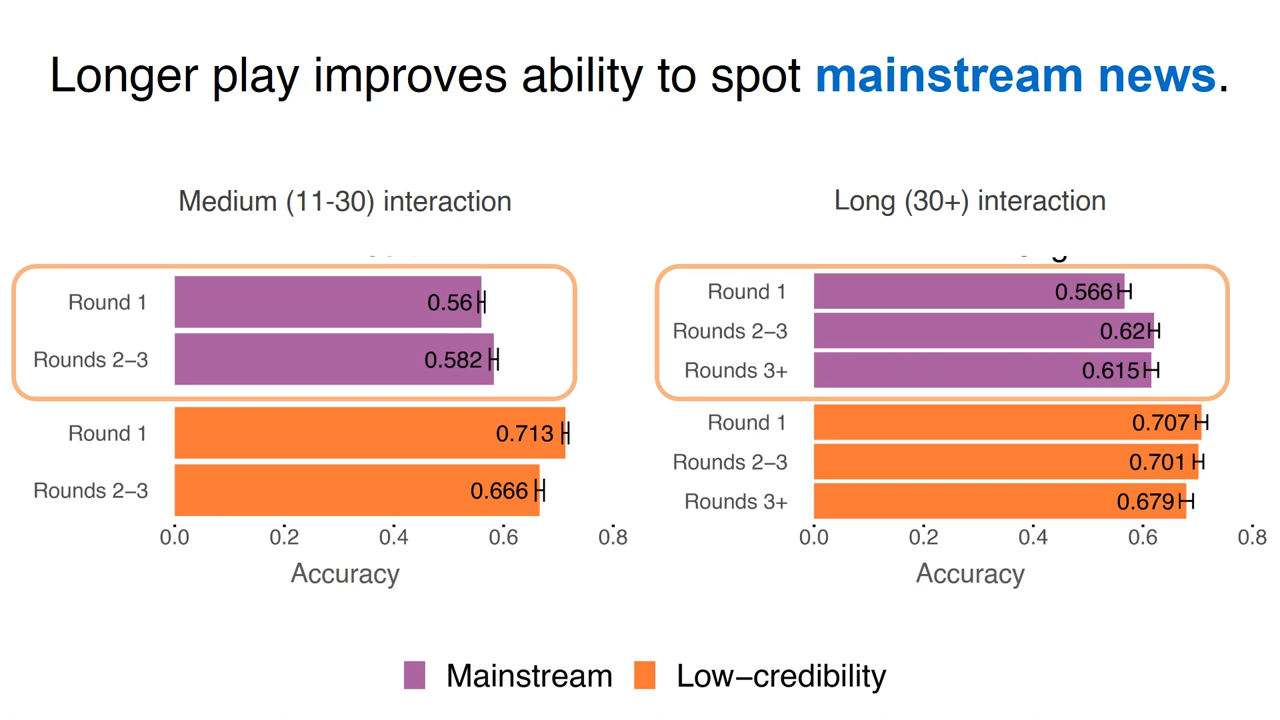 Longer play improves ability to spot mainstream news.
Medium (11-30) interaction
Long (30+) interaction
Round 1
0.56
Rounds 2–3
0.582
Round 1
0.713
Rounds 2–3
0.666
0.0 0.2 0.4 0.6 0.8
Accuracy
Round 1
0.566
Rounds 2–3
0.62
Rounds 3+
0.615
Round 1
0.707
Rounds 2–3
0.701
Rounds 3+
0.679
0.0 0.2 0.4 0.6 0.8
Accuracy
Mainstream
Low–credibility